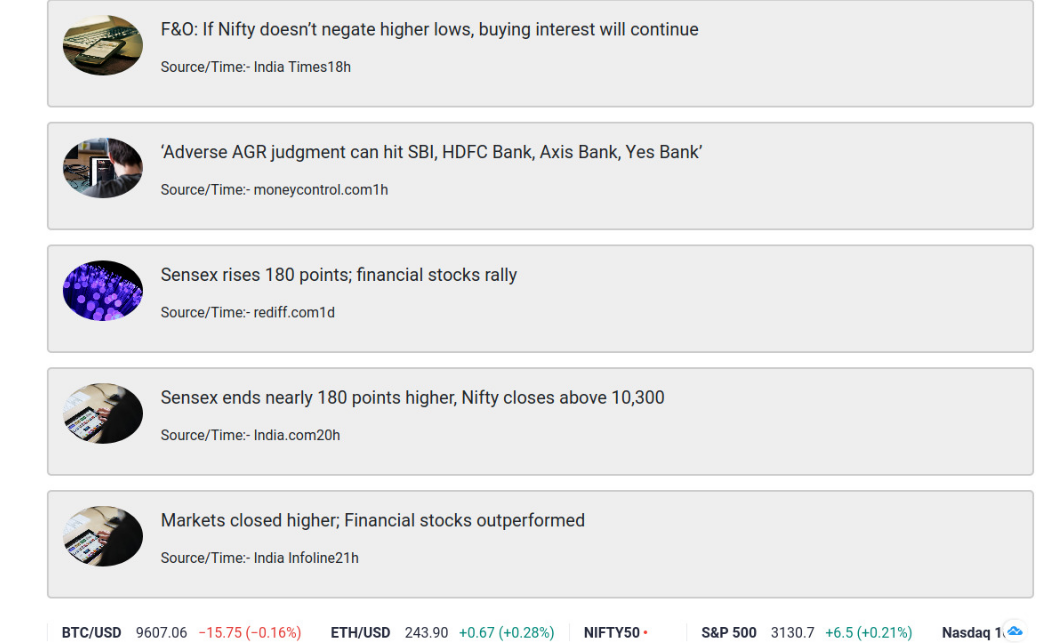 F&O: If Nifty doesn’t negate higher lows, buying interest will continue
Source/Time:- India Times18h
‘Adverse AGR judgment can hit SBI, HDFC Bank, Axis Bank, Yes Bank’
Source/Time:- moneycontrol.com1h
Sensex rises 180 points; financial stocks rally
Source/Time:- rediff.com1d
Sensex ends nearly 180 points higher, Nifty closes above 10,300
Source/Time:- India.com20h
Markets closed higher; Financial stocks outperformed
Source/Time:- India Infoline21h
BTC/USD 9607.06 −15.75 (−0.16%) ETH/USD 243.90 +0.67 (+0.28%) NIFTY50 S&P 500 3130.7 +6.5 (+0.21%) Nasdaq